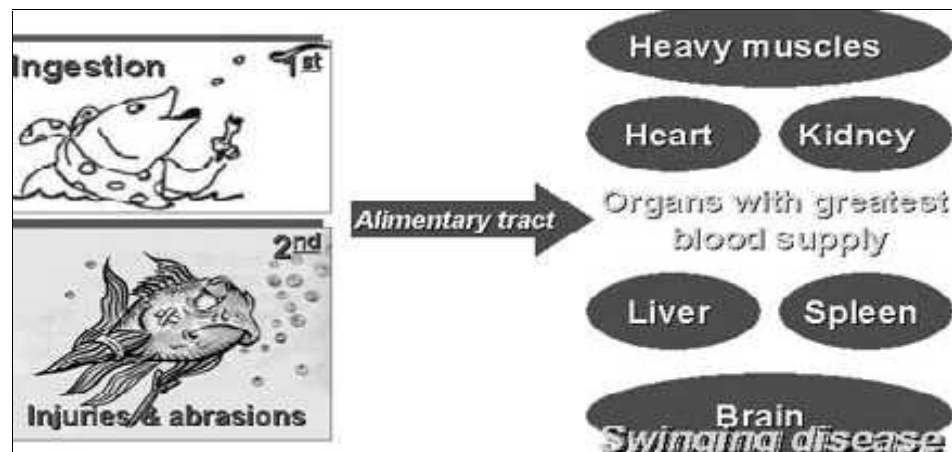 Ingestion
1st
Alimentary tract
2nd
Injuries & abrasions
Heavy muscles
Heart
Kidney
Organs with greatest
blood supply
Liver
Spleen
Brain
Swinging disease